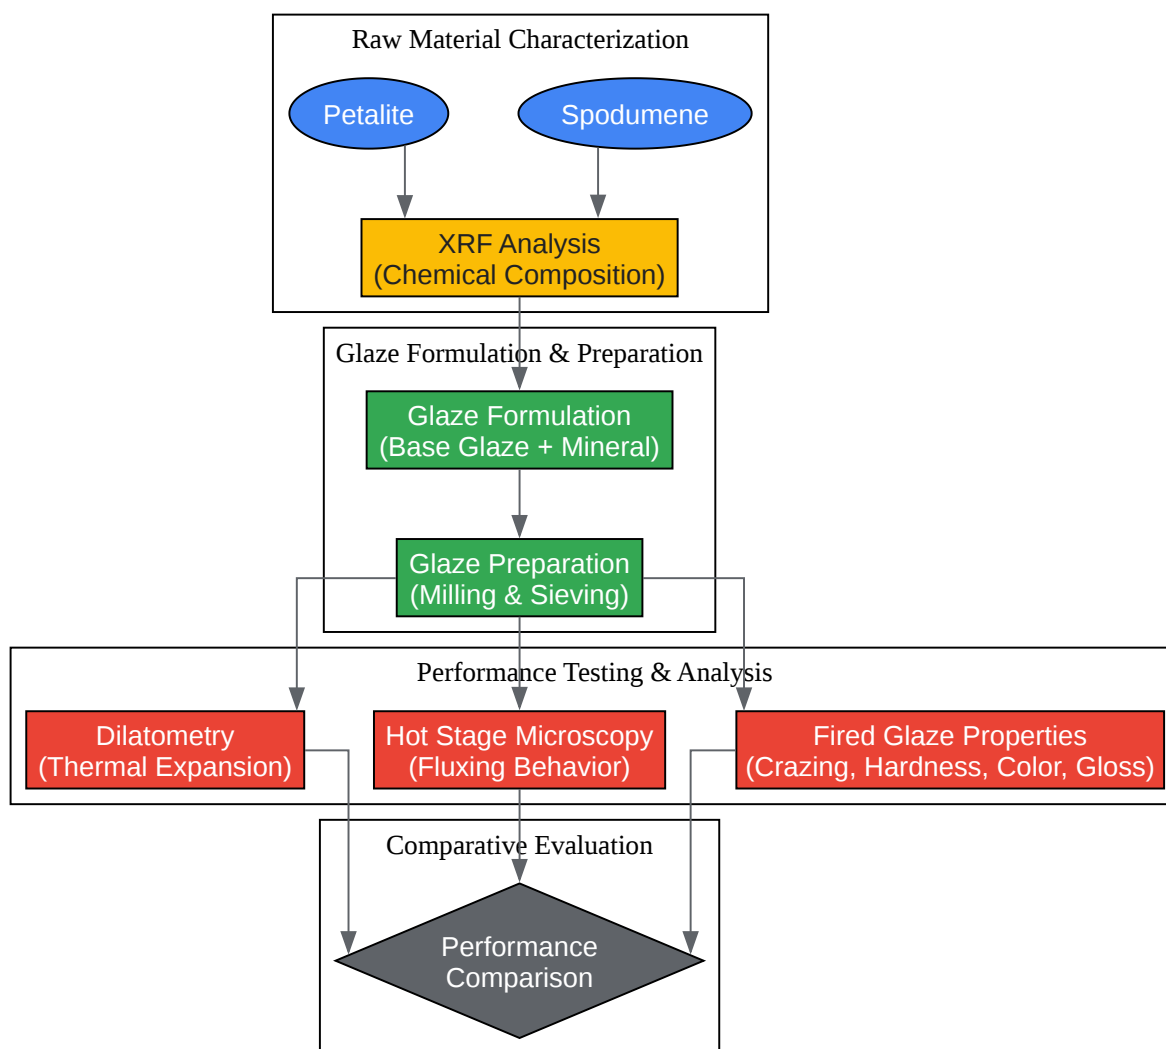 Raw Material Characterization
Petalite
Spodumene
XRF Analysis
(Chemical Composition)
Glaze Formulation & Preparation
Glaze Formulation
(Base Glaze + Mineral)
Glaze Preparation
(Milling & Sieving)
Performance Testing & Analysis
Dilatometry
(Thermal Expansion)
Hot Stage Microscopy
(Fluxing Behavior)
Fired Glaze Properties
(Crazing, Hardness, Color, Gloss)
Comparative Evaluation
Performance
Comparison